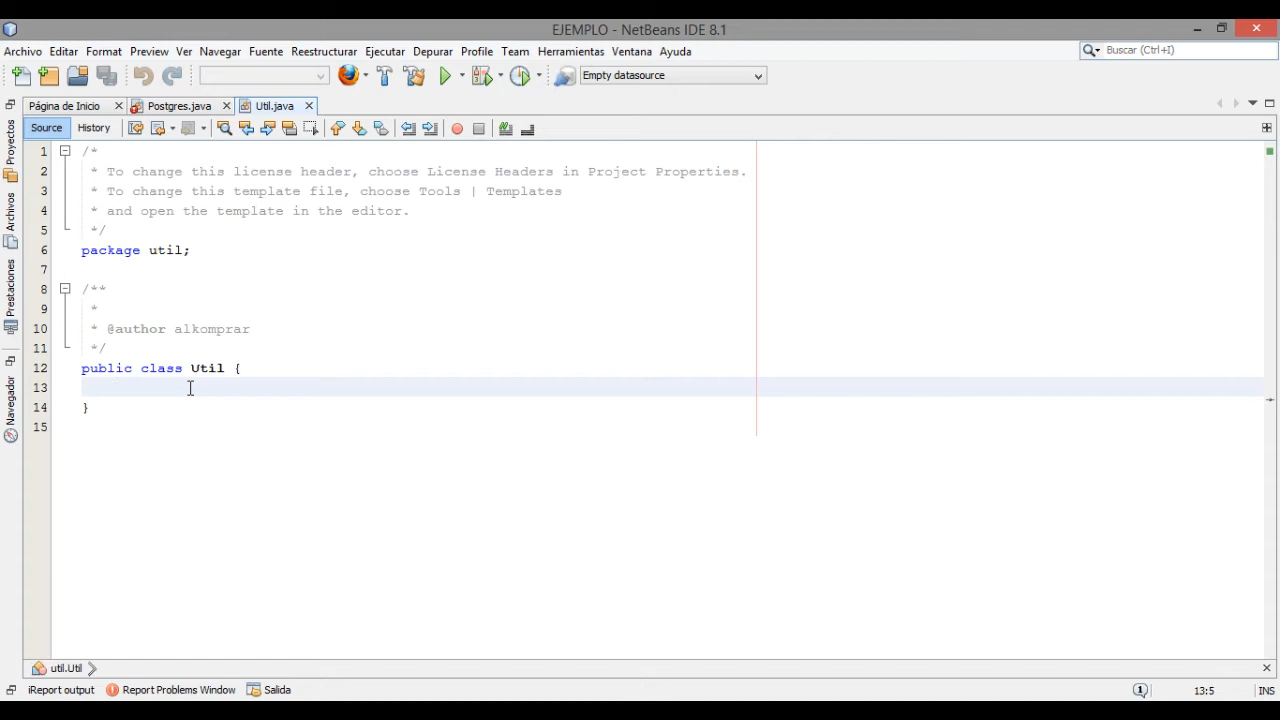 EJEMPLO - NetBeans IDE 8.1
Archivo Editar Format Preview Ver Navegar Fuente Reestructurar Ejecutar Depurar Profile Team Herramientas Ventana Ayuda
Buscar (Ctrl+I)
Empty datasource
Página de Inicio Postgres.java Util.java
Source History
Proyectos
Archivos
Prestaciones
Navegador
1 /*
2 * To change this license header, choose License Headers in Project Properties.
3 * To change this template file, choose Tools | Templates
4 * and open the template in the editor.
5 */
6 package util;
7
8 /**
9 *
10 * @author alkomprar
11 */
12 public class Util {
13
14 }
15
util.Util
iReport output Report Problems Window Salida 1 13:5 INS